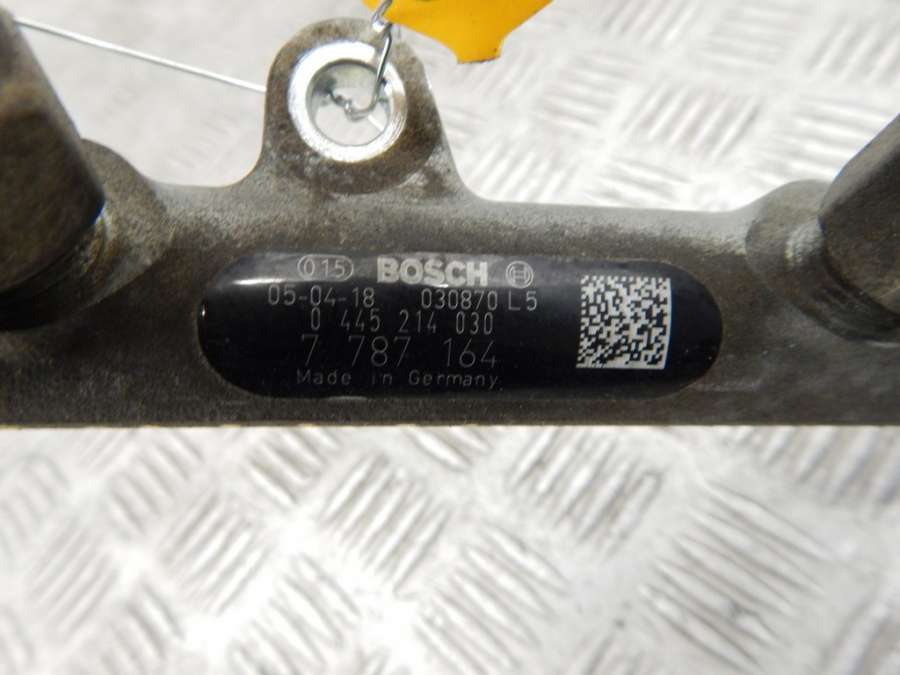 015 BOSCH
05-04-18 030870 L5
0 445 214 030
7 787 164
Made in Germany.